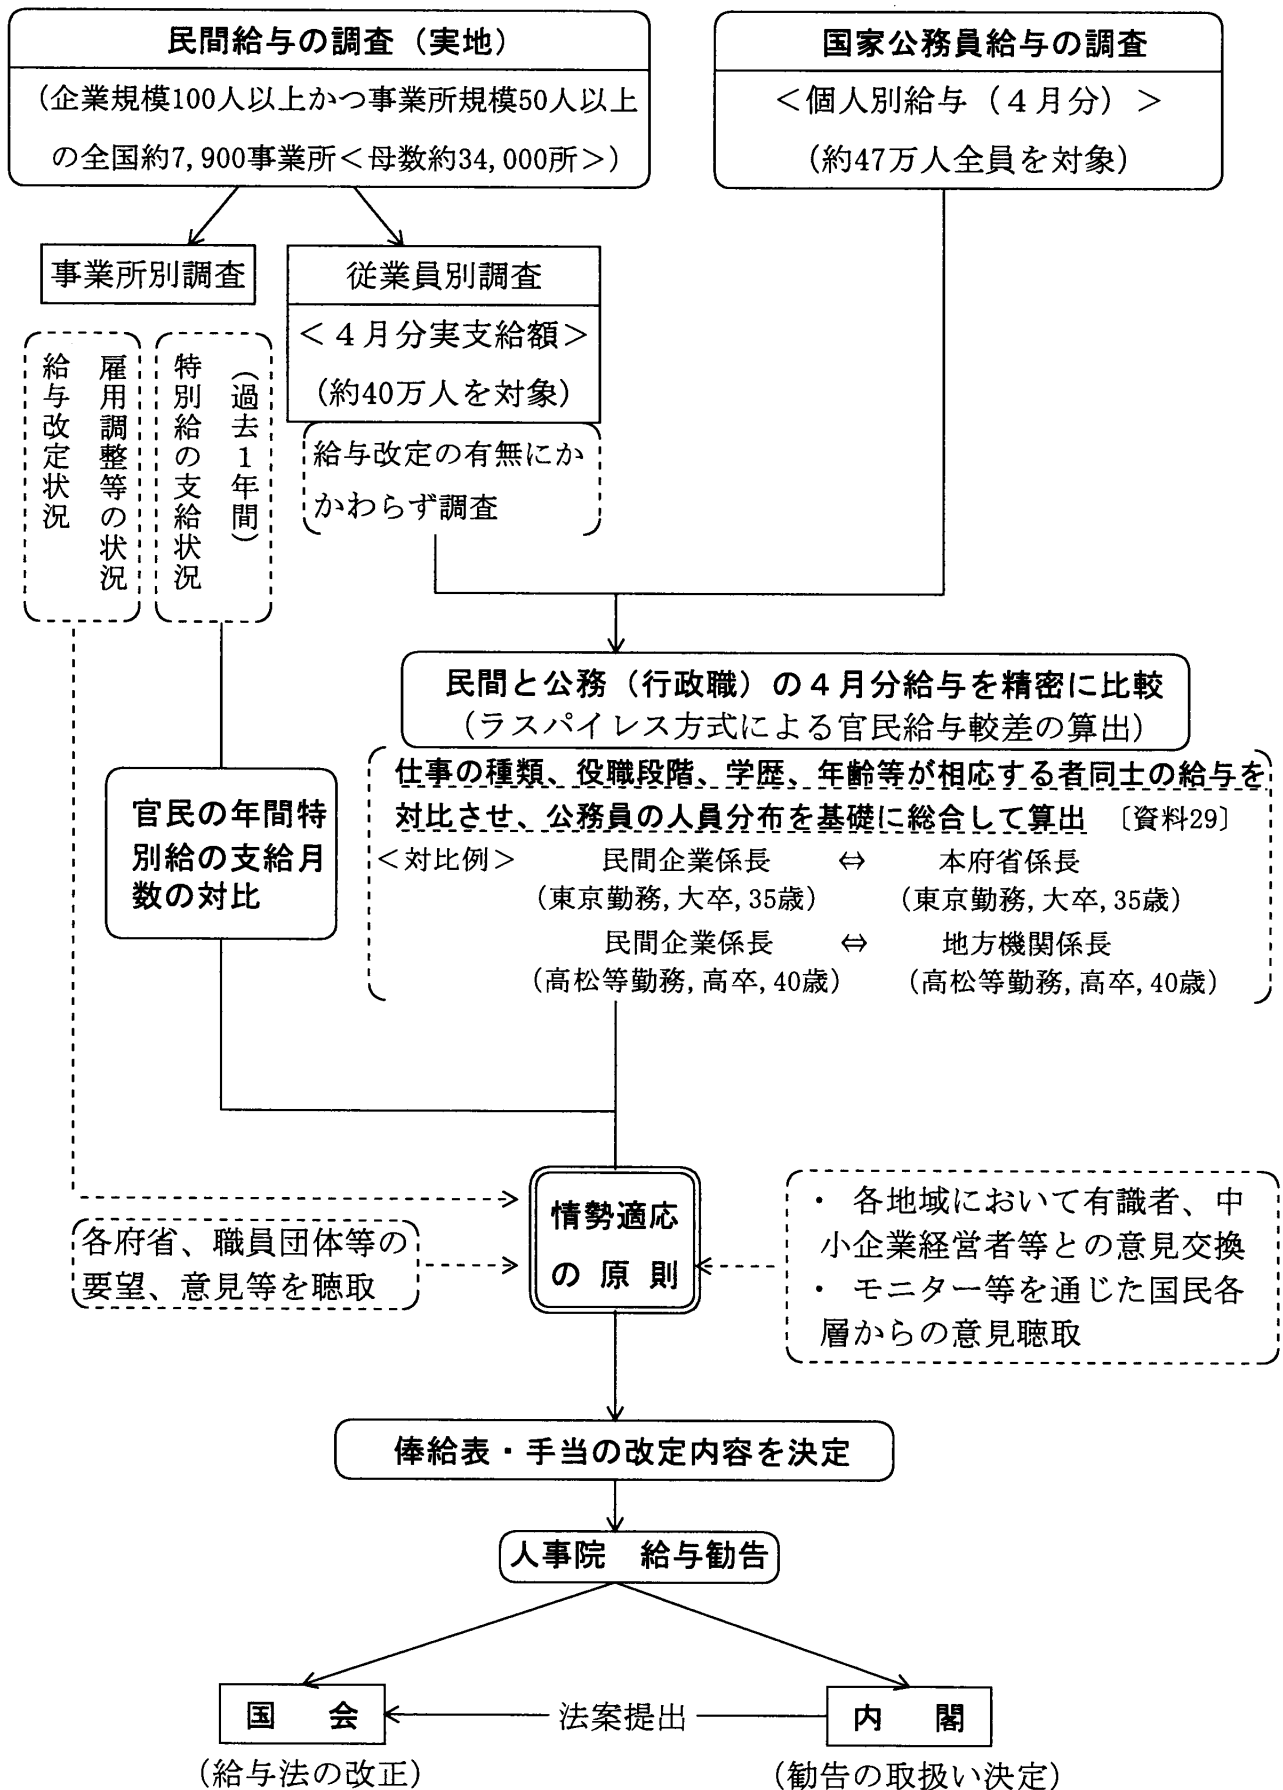 民間給与の調査（実地）
（企業規模100人以上かつ事業所規模50人以上
の全国約7,900事業所＜母数約34,000所＞）
国家公務員給与の調査
＜個人別給与（４月分）＞
（約47万人全員を対象）
事業所別調査
従業員別調査
＜４月分実支給額＞
（約40万人を対象）
給与改定の有無にか
かわらず調査
雇用調整等の状況
給与改定状況
（過去１年間）
特別給の支給状況
民間と公務（行政職）の４月分給与を精密に比較
（ラスパイレス方式による官民給与較差の算出）
仕事の種類、役職段階、学歴、年齢等が相応する者同士の給与を
対比させ、公務員の人員分布を基礎に総合して算出 〔資料29〕
＜対比例＞ 民間企業係長 ⇔ 本府省係長
（東京勤務,大卒,35歳） （東京勤務,大卒,35歳）
民間企業係長 ⇔ 地方機関係長
（高松等勤務,高卒,40歳） （高松等勤務,高卒,40歳）
官民の年間特
別給の支給月
数の対比
情勢適応
の 原 則
各府省、職員団体等の
要望、意見等を聴取
・ 各地域において有識者、中
小企業経営者等との意見交換
・ モニター等を通じた国民各
層からの意見聴取
俸給表・手当の改定内容を決定
人事院 給与勧告
国 会
法案提出
内 閣
（給与法の改正）
（勧告の取扱い決定）